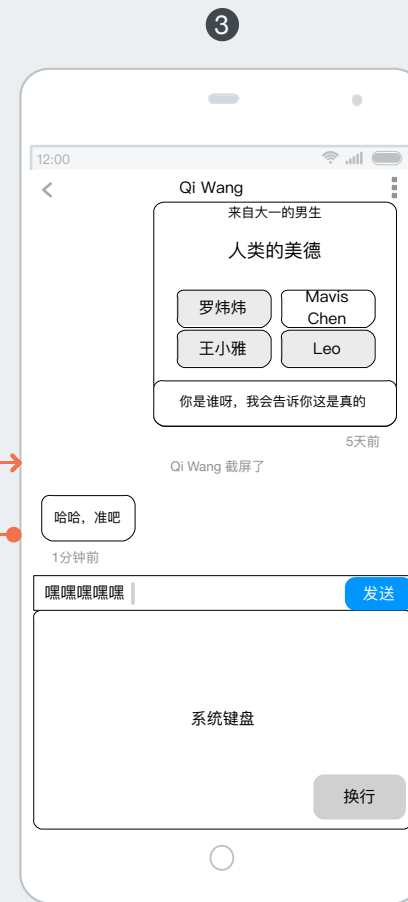 3
12:00
Qi Wang
来自大一的男生
人类的美德
罗炜炜
Mavis
Chen
王小雅
Leo
你是谁呀，我会告诉你这是真的
5天前
Qi Wang 截屏了
哈哈，准吧
1分钟前
嘿嘿嘿嘿嘿
发送
系统键盘
换行